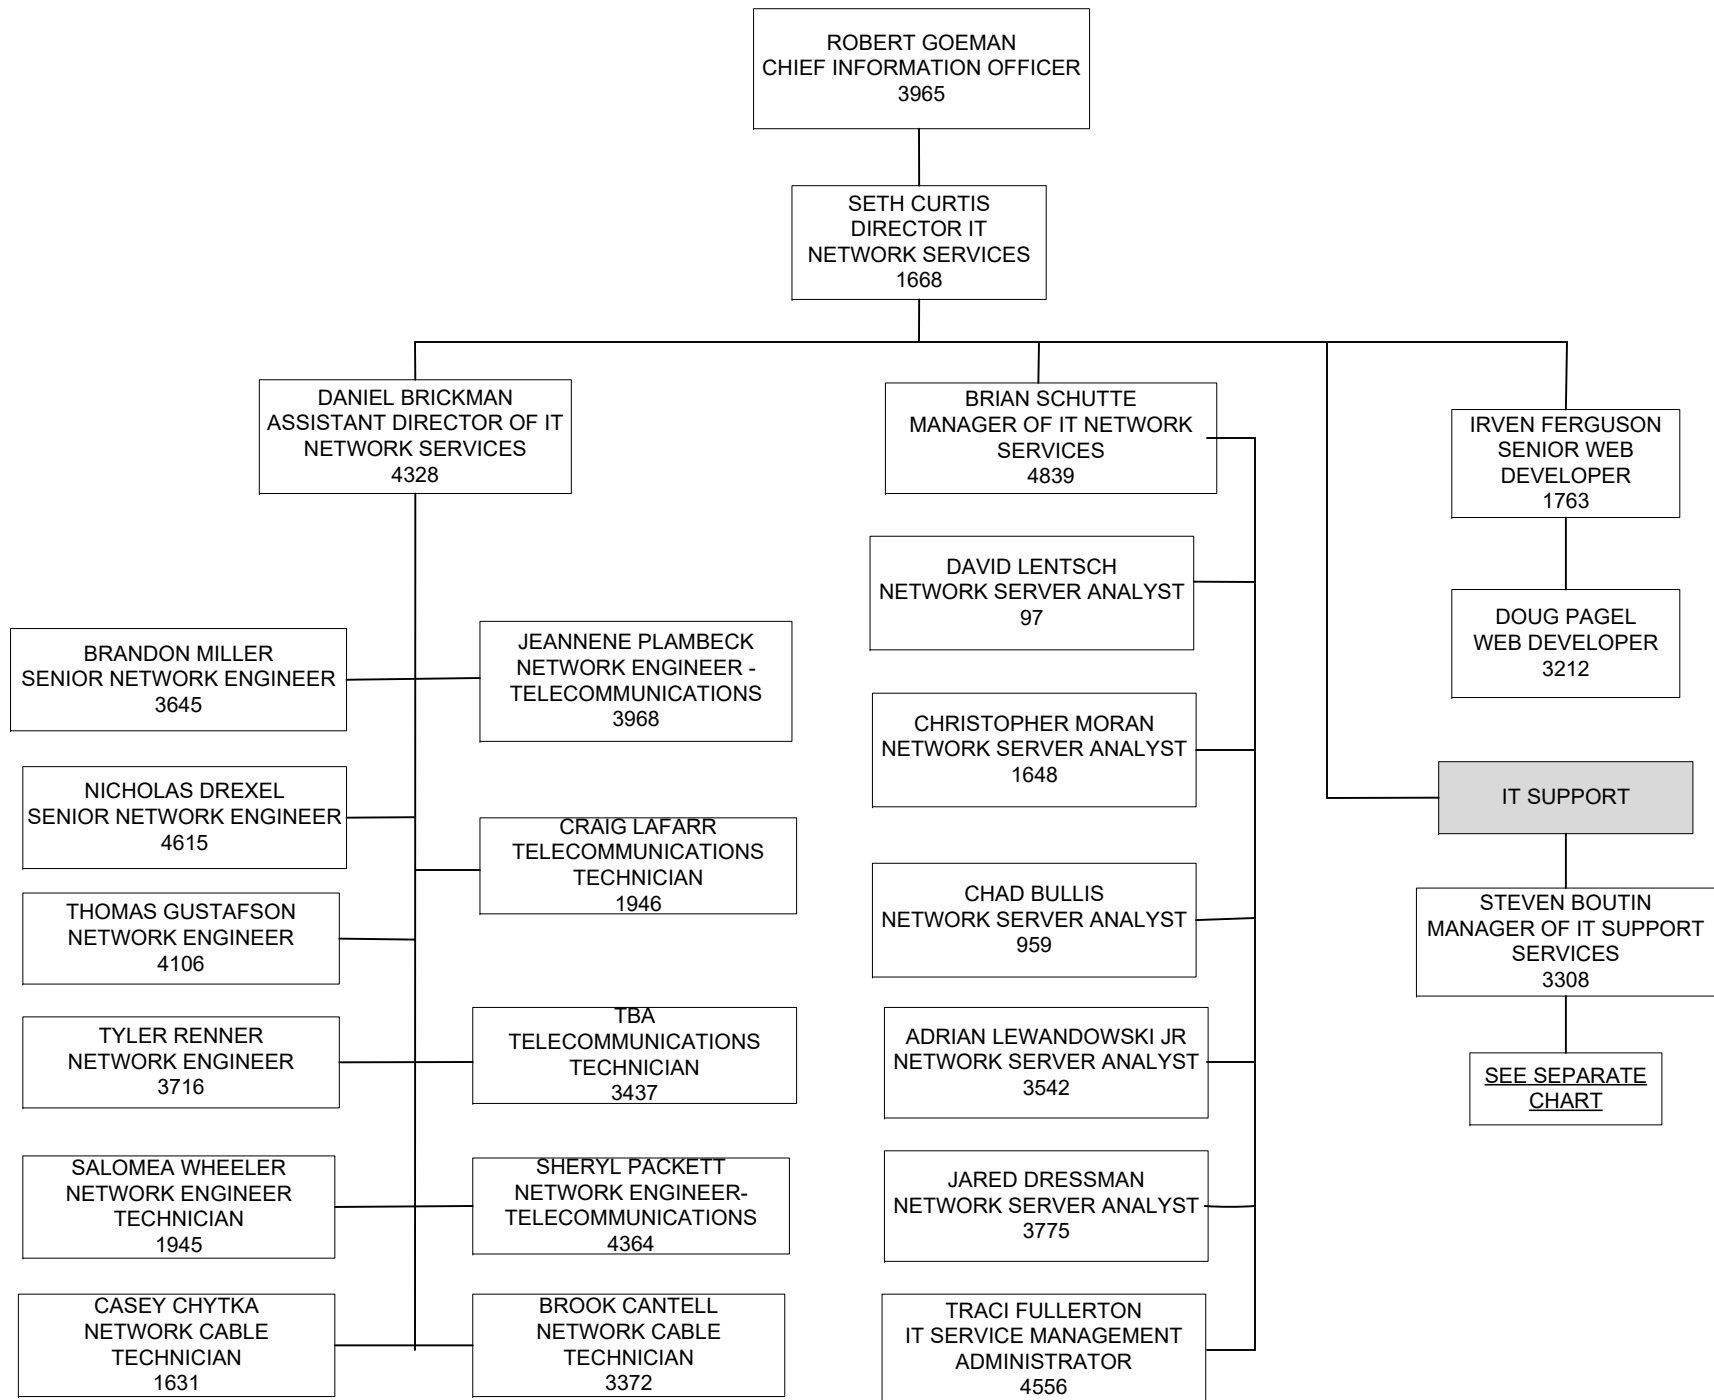 ROBERT GOEMAN
CHIEF INFORMATION OFFICER
3965
SETH CURTIS
DIRECTOR IT
NETWORK SERVICES
1668
DANIEL BRICKMAN
ASSISTANT DIRECTOR OF IT
NETWORK SERVICES
4328
BRANDON MILLER
SENIOR NETWORK ENGINEER
3645
JEANNENE PLAMBECK
NETWORK ENGINEER -
TELECOMMUNICATIONS
3968
NICHOLAS DREXEL
SENIOR NETWORK ENGINEER
4615
CRAIG LAFARR
TELECOMMUNICATIONS
TECHNICIAN
1946
THOMAS GUSTAFSON
NETWORK ENGINEER
4106
TYLER RENNER
NETWORK ENGINEER
3716
TBA
TELECOMMUNICATIONS
TECHNICIAN
3437
SALOMEA WHEELER
NETWORK ENGINEER
TECHNICIAN
1945
SHERYL PACKETT
NETWORK ENGINEER-
TELECOMMUNICATIONS
4364
CASEY CHYTKA
NETWORK CABLE
TECHNICIAN
1631
BROOK CANTELL
NETWORK CABLE
TECHNICIAN
3372
BRIAN SCHUTTE
MANAGER OF IT NETWORK
SERVICES
4839
DAVID LENTSCH
NETWORK SERVER ANALYST
97
CHRISTOPHER MORAN
NETWORK SERVER ANALYST
1648
CHAD BULLIS
NETWORK SERVER ANALYST
959
ADRIAN LEWANDOWSKI JR
NETWORK SERVER ANALYST
3542
JARED DRESSMAN
NETWORK SERVER ANALYST
3775
TRACI FULLERTON
IT SERVICE MANAGEMENT
ADMINISTRATOR
4556
IRVEN FERGUSON
SENIOR WEB
DEVELOPER
1763
DOUG PAGEL
WEB DEVELOPER
3212
IT SUPPORT
STEVEN BOUTIN
MANAGER OF IT SUPPORT
SERVICES
3308
SEE SEPARATE
CHART